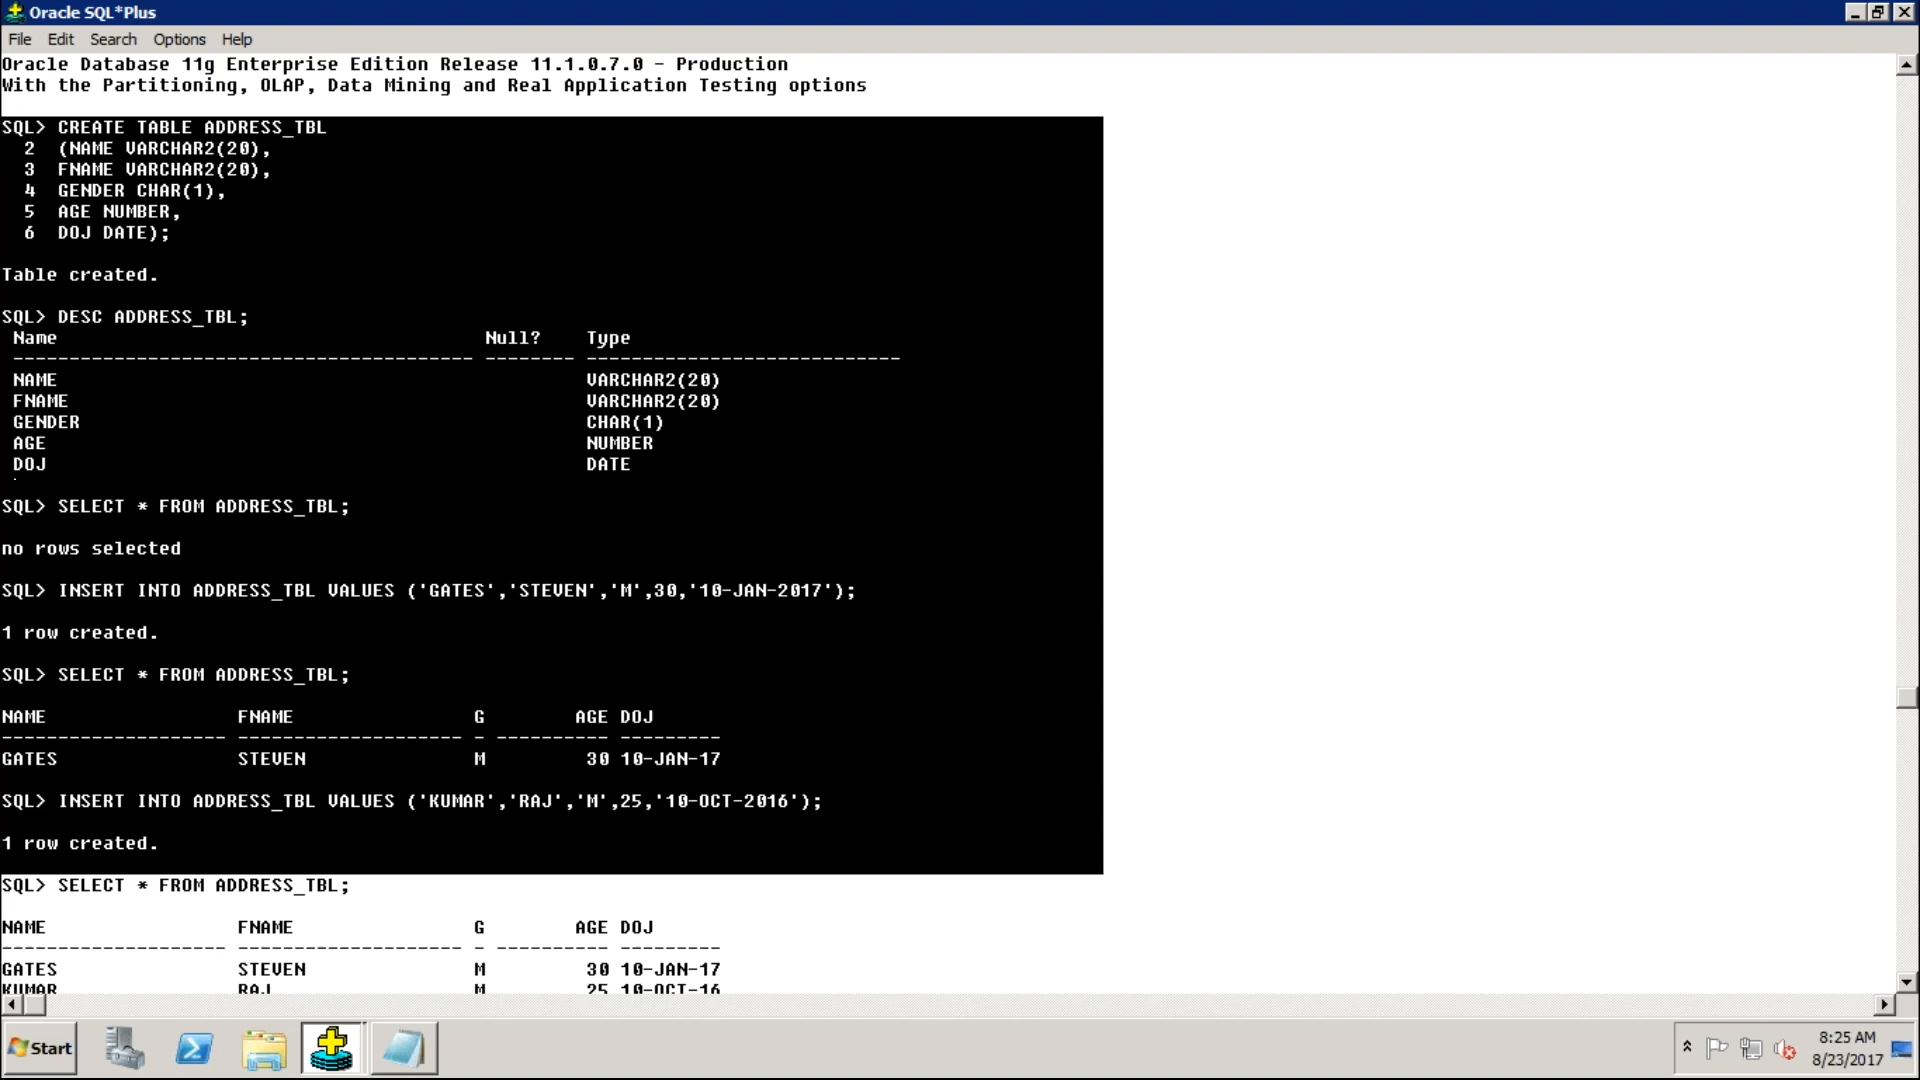 Oracle SQL*Plus
File Edit Search Options Help
Oracle Database 11g Enterprise Edition Release 11.1.0.7.0 - Production
With the Partitioning, OLAP, Data Mining and Real Application Testing options
SQL> CREATE TABLE ADDRESS_TBL
2 (NAME VARCHAR2(20),
3 FNAME VARCHAR2(20),
4 GENDER CHAR(1),
5 AGE NUMBER,
6 DOJ DATE);
Table created.
SQL> DESC ADDRESS_TBL;
Name Null? Type
----------------------------------------- -------- ----------------------------
NAME VARCHAR2(20)
FNAME VARCHAR2(20)
GENDER CHAR(1)
AGE NUMBER
DOJ DATE
SQL> SELECT * FROM ADDRESS_TBL;
no rows selected
SQL> INSERT INTO ADDRESS_TBL VALUES ('GATES','STEVEN','M',30,'10-JAN-2017');
1 row created.
SQL> SELECT * FROM ADDRESS_TBL;
NAME FNAME G AGE DOJ
-------------------- -------------------- - ---------- ---------
GATES STEVEN M 30 10-JAN-17
SQL> INSERT INTO ADDRESS_TBL VALUES ('KUMAR','RAJ','M',25,'10-OCT-2016');
1 row created.
SQL> SELECT * FROM ADDRESS_TBL;
NAME FNAME G AGE DOJ
-------------------- -------------------- - ---------- ---------
GATES STEVEN M 30 10-JAN-17
KUMAR RAJ M 25 10-OCT-16
Start
8:25 AM
8/23/2017